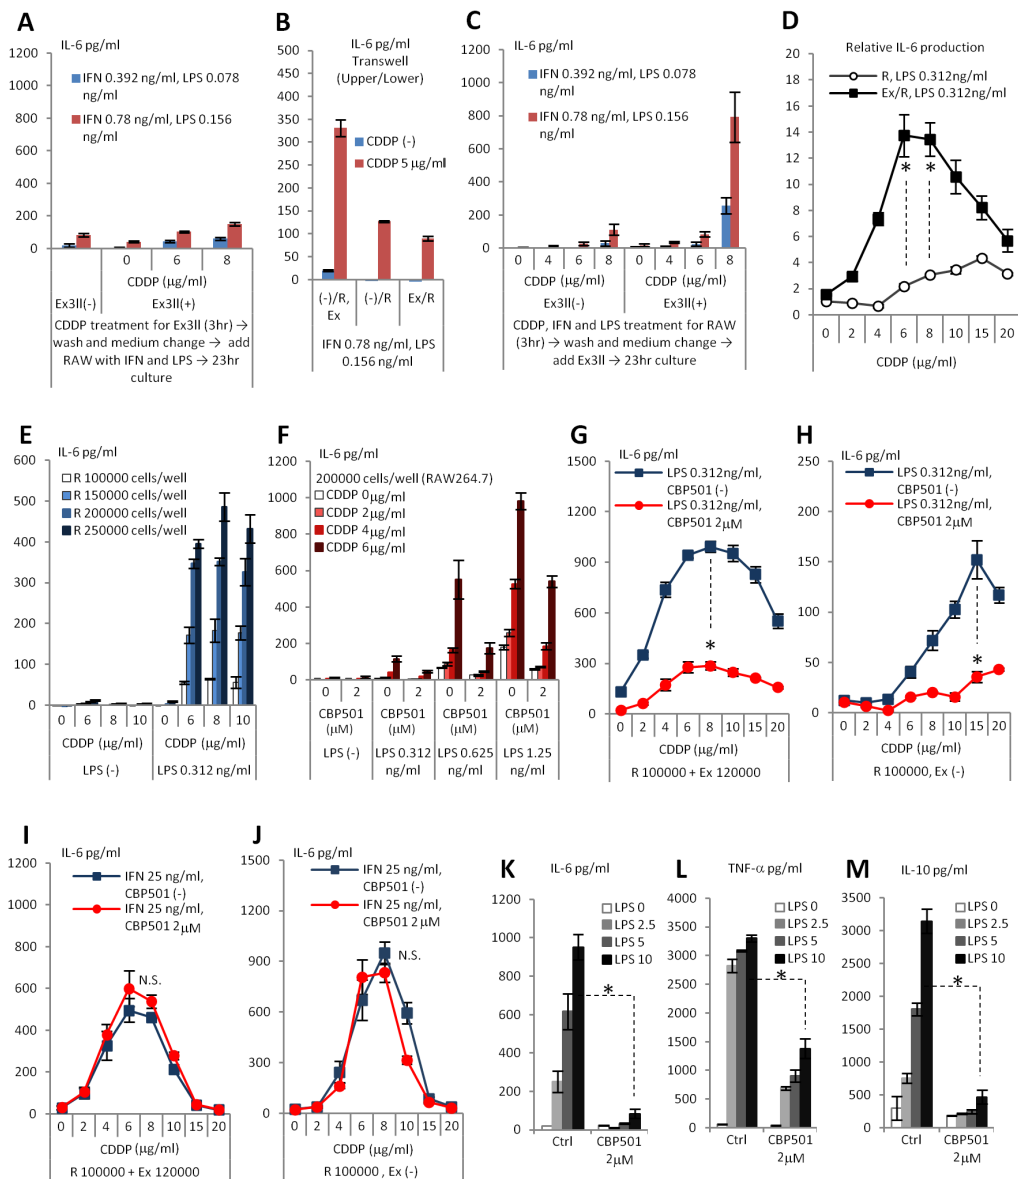 A
IL-6 pg/ml
1200
1000
800
600
400
200
0
IFN 0.392 ng/ml, LPS 0.078
ng/ml
IFN 0.78 ng/ml, LPS 0.156
ng/ml
0 6 8
CDDP (µg/ml)
Ex3ll(-) Ex3ll(+)
CDDP treatment for Ex3ll (3hr) →
wash and medium change → add
RAW with IFN and LPS → 23hr
culture
B
IL-6 pg/ml
Transwell
(Upper/Lower)
500
450
400
350
300
250
200
150
100
50
0
CDDP (-)
CDDP 5 µg/ml
(-)/R, (-)/R Ex/R
Ex
IFN 0.78 ng/ml, LPS
0.156 ng/ml
C
IL-6 pg/ml
1200
1000
800
600
400
200
0
IFN 0.392 ng/ml, LPS 0.078
ng/ml
IFN 0.78 ng/ml, LPS 0.156
ng/ml
0 4 6 8 0 4 6 8
CDDP (µg/ml) CDDP (µg/ml)
Ex3ll(-) Ex3ll(+)
CDDP, IFN and LPS treatment for RAW
(3hr) → wash and medium change →
add Ex3ll → 23hr culture
D
Relative IL-6 production
20
18
16
14
12
10
8
6
4
2
0
R, LPS 0.312ng/ml
Ex/R, LPS 0.312ng/ml
* *
0 2 4 6 8 10 15 20
CDDP (µg/ml)
E
IL-6 pg/ml
600
500
400
300
200
100
0
R 100000 cells/well
R 150000 cells/well
R 200000 cells/well
R 250000 cells/well
0 6 8 10 0 6 8 10
CDDP (µg/ml) CDDP (µg/ml)
LPS (-) LPS 0.312 ng/ml
F
IL-6 pg/ml
1200
1000
800
600
400
200
0
200000 cells/well (RAW264.7)
CDDP 0µg/ml
CDDP 2µg/ml
CDDP 4µg/ml
CDDP 6µg/ml
0 2 0 2 0 2 0 2
CBP501 CBP501 CBP501 CBP501
(µM) (µM) (µM) (µM)
LPS (-) LPS 0.312 LPS 0.625 LPS 1.25
ng/ml) ng/ml) ng/ml)
G
IL-6 pg/ml
1500
1200
900
600
300
0
LPS 0.312ng/ml,
CBP501 (-)
LPS 0.312ng/ml,
CBP501 2µM
*
0 2 4 6 8 10 15 20
CDDP (µg/ml)
R 100000 + Ex 120000
H
IL-6 pg/ml
250
200
150
100
50
0
LPS 0.312ng/ml,
CBP501 (-)
LPS 0.312ng/ml,
CBP501 2µM
*
0 2 4 6 8 10 15 20
CDDP (µg/ml)
R 100000, Ex (-)
I
IL-6 pg/ml
1200
1000
800
600
400
200
0
IFN 25 ng/ml,
CBP501 (-)
IFN 25 ng/ml,
CBP501 2 µM
N.S.
0 2 4 6 8 10 15 20
CDDP (µg/ml)
R 100000 + Ex 120000
J
IL-6 pg/ml
1500
1200
900
600
300
0
IFN 25 ng/ml,
CBP501 (-)
IFN 25 ng/ml,
CBP501 2 µM
N.S.
0 2 4 6 8 10 15 20
CDDP (µg/ml)
R 100000 , Ex (-)
K
IL-6 pg/ml
1200
1000
800
600
400
200
0
LPS 0
LPS 2.5
LPS 5
LPS 10
*
Ctrl CBP501
2µM
L
TNF-α pg/ml
4000
3500
3000
2500
2000
1500
1000
500
0
LPS 0
LPS 2.5
LPS 5
LPS 10
*
Ctrl CBP501
2µM
M
IL-10 pg/ml
4000
3500
3000
2500
2000
1500
1000
500
0
LPS 0
LPS 2.5
LPS 5
LPS 10
*
Ctrl CBP501
2µM